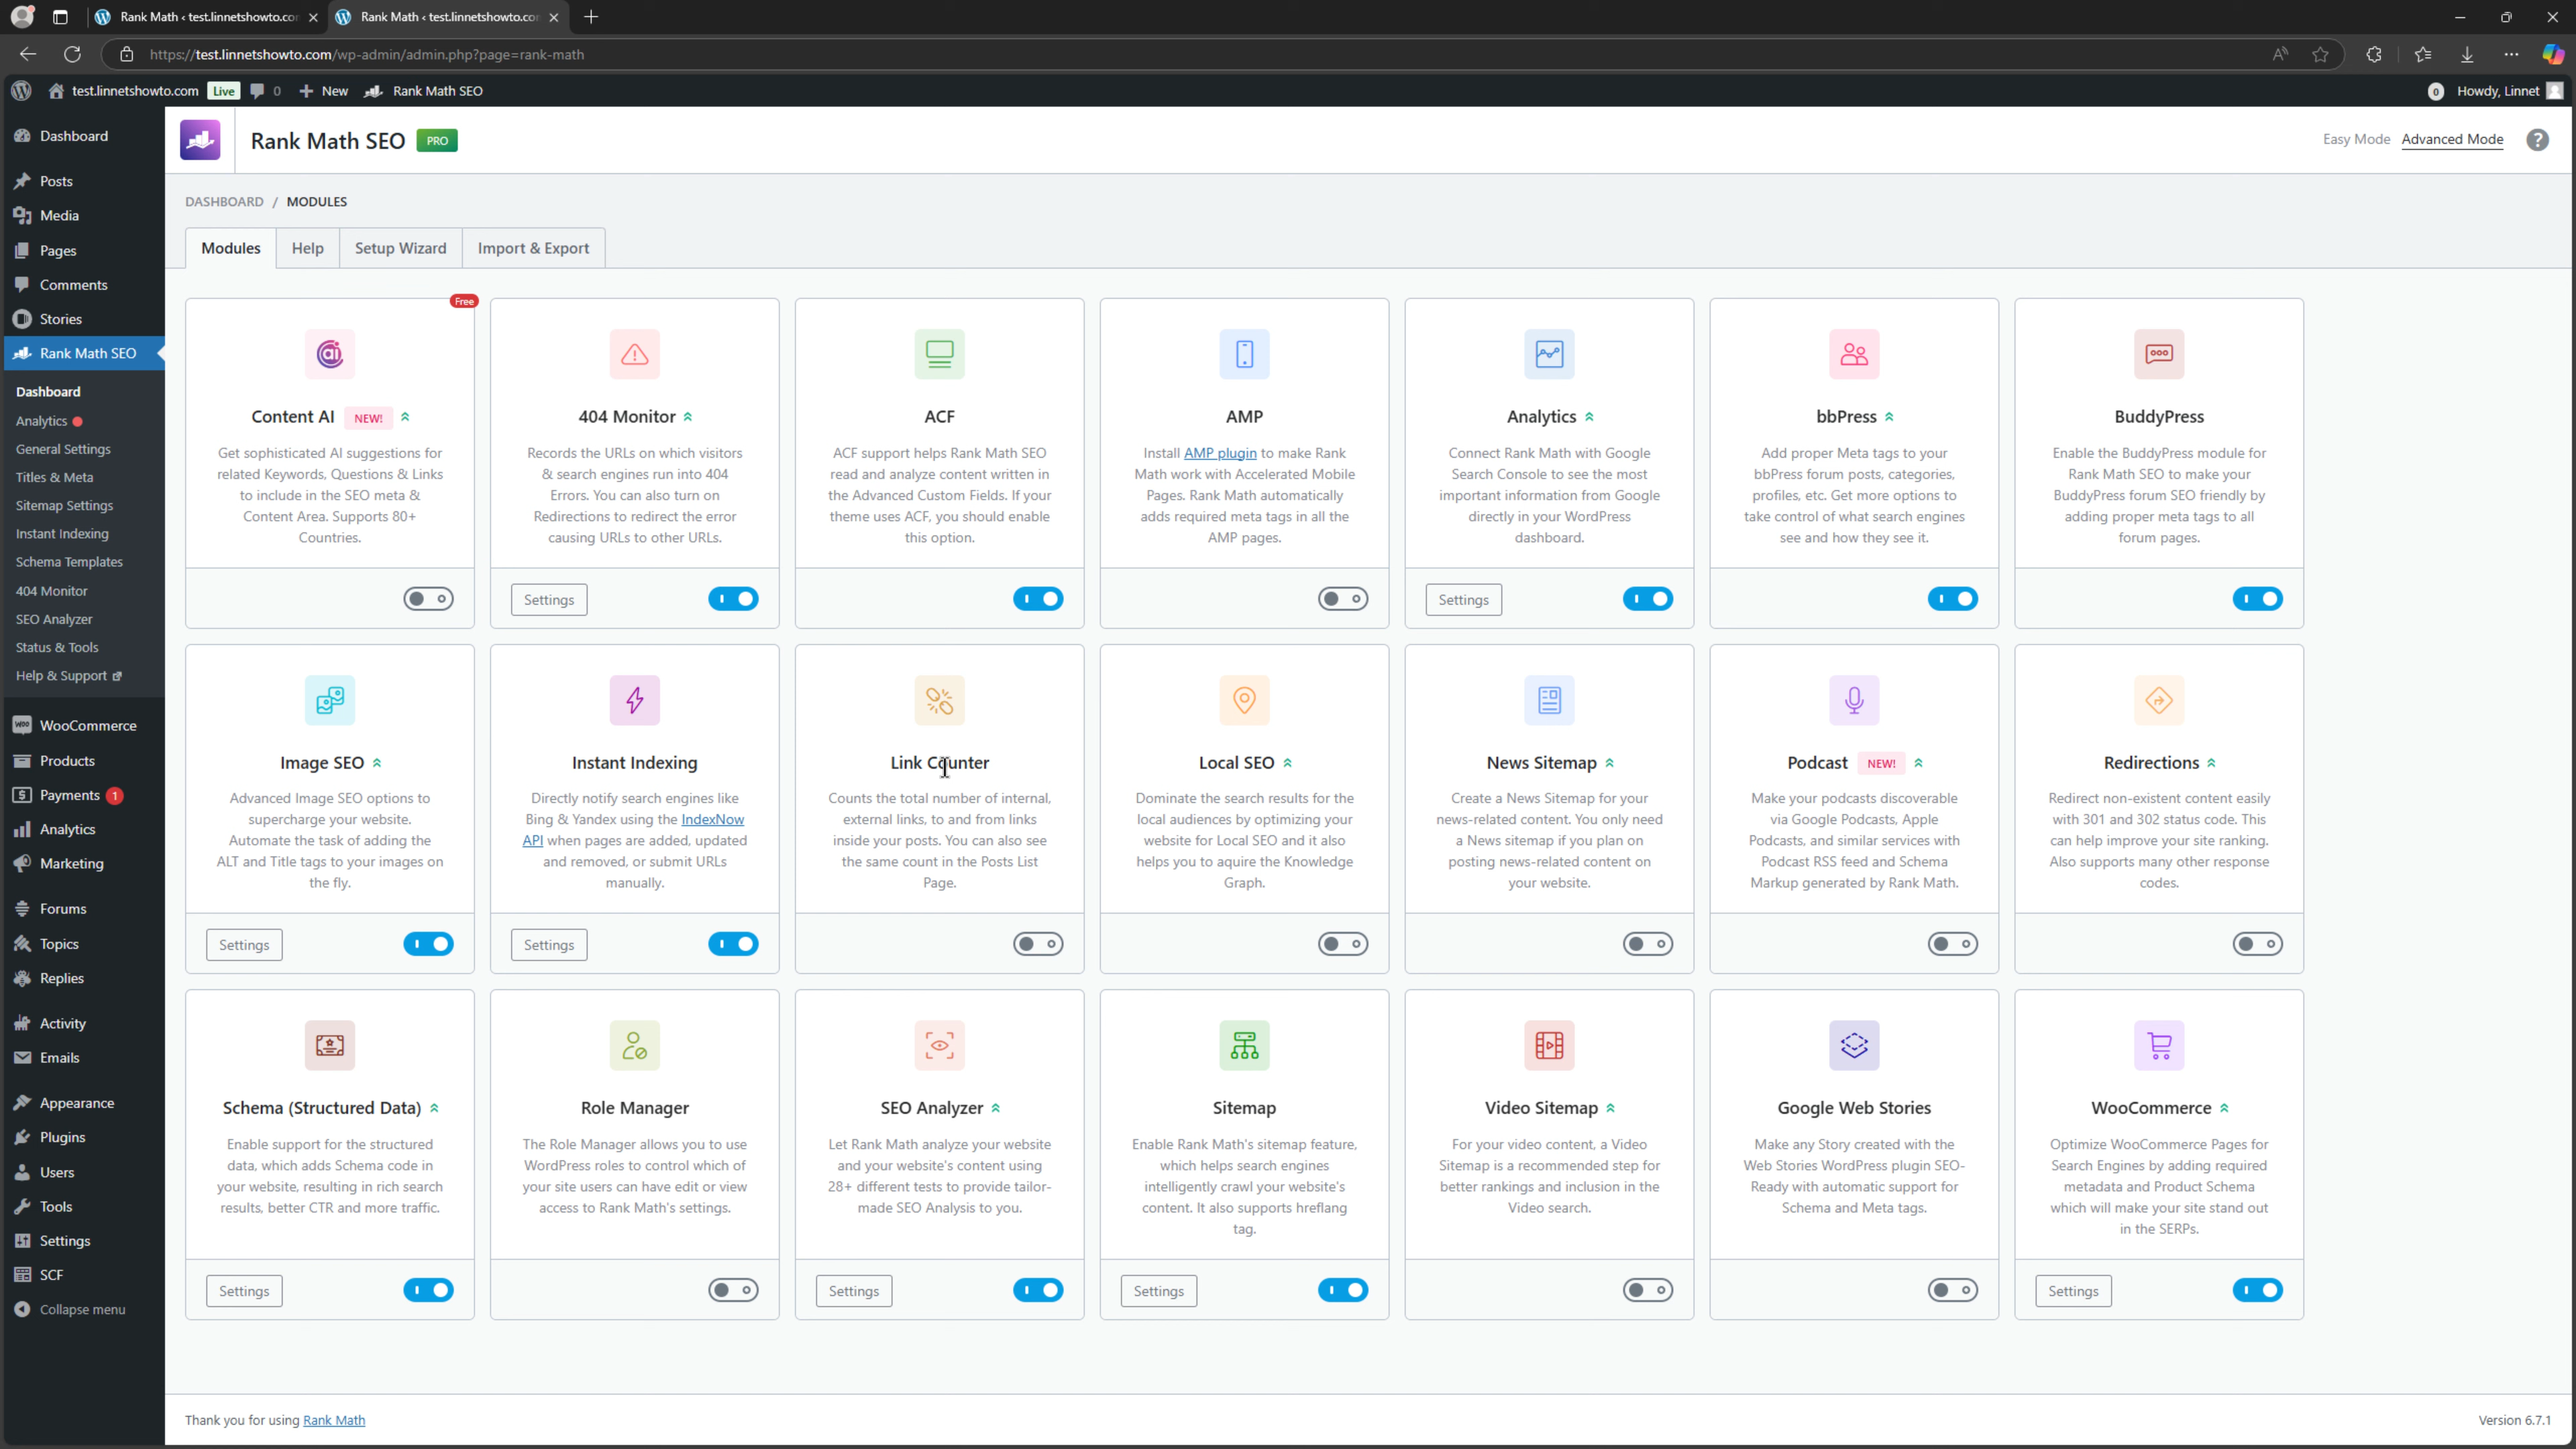 Rank Math ‹ test.linnetshowto.co
Rank Math ‹ test.linnetshowto.co
https://test.linnetshowto.com/wp-admin/admin.php?page=rank-math
test.linnetshowto.com Live 0 New Rank Math SEO
0 Howdy, Linnet
Dashboard
Posts
Media
Pages
Comments
Stories
Rank Math SEO
Dashboard
Analytics
General Settings
Titles & Meta
Sitemap Settings
Instant Indexing
Schema Templates
404 Monitor
SEO Analyzer
Status & Tools
Help & Support
WooCommerce
Products
Payments 1
Analytics
Marketing
Forums
Topics
Replies
Activity
Emails
Appearance
Plugins
Users
Tools
Settings
SCF
Collapse menu
Rank Math SEO PRO
Easy Mode Advanced Mode ?
DASHBOARD / MODULES
Modules Help Setup Wizard Import & Export
Free
Content AI NEW!
Get sophisticated AI suggestions for
related Keywords, Questions & Links
to include in the SEO meta &
Content Area. Supports 80+
Countries.
404 Monitor
Records the URLs on which visitors
& search engines run into 404
Errors. You can also turn on
Redirections to redirect the error
causing URLs to other URLs.
Settings
ACF
ACF support helps Rank Math SEO
read and analyze content written in
the Advanced Custom Fields. If your
theme uses ACF, you should enable
this option.
AMP
Install AMP plugin to make Rank
Math work with Accelerated Mobile
Pages. Rank Math automatically
adds required meta tags in all the
AMP pages.
Analytics
Connect Rank Math with Google
Search Console to see the most
important information from Google
directly in your WordPress
dashboard.
Settings
bbPress
Add proper Meta tags to your
bbPress forum posts, categories,
profiles, etc. Get more options to
take control of what search engines
see and how they see it.
BuddyPress
Enable the BuddyPress module for
Rank Math SEO to make your
BuddyPress forum SEO friendly by
adding proper meta tags to all
forum pages.
Image SEO
Advanced Image SEO options to
supercharge your website.
Automate the task of adding the
ALT and Title tags to your images on
the fly.
Settings
Instant Indexing
Directly notify search engines like
Bing & Yandex using the IndexNow
API when pages are added, updated
and removed, or submit URLs
manually.
Settings
Link Counter
Counts the total number of internal,
external links, to and from links
inside your posts. You can also see
the same count in the Posts List
Page.
Local SEO
Dominate the search results for the
local audiences by optimizing your
website for Local SEO and it also
helps you to aquire the Knowledge
Graph.
News Sitemap
Create a News Sitemap for your
news-related content. You only need
a News sitemap if you plan on
posting news-related content on
your website.
Podcast NEW!
Make your podcasts discoverable
via Google Podcasts, Apple
Podcasts, and similar services with
Podcast RSS feed and Schema
Markup generated by Rank Math.
Redirections
Redirect non-existent content easily
with 301 and 302 status code. This
can help improve your site ranking.
Also supports many other response
codes.
Schema (Structured Data)
Enable support for the structured
data, which adds Schema code in
your website, resulting in rich search
results, better CTR and more traffic.
Settings
Role Manager
The Role Manager allows you to use
WordPress roles to control which of
your site users can have edit or view
access to Rank Math's settings.
SEO Analyzer
Let Rank Math analyze your website
and your website's content using
28+ different tests to provide tailor-
made SEO Analysis to you.
Settings
Sitemap
Enable Rank Math's sitemap feature,
which helps search engines
intelligently crawl your website's
content. It also supports hreflang
tag.
Settings
Video Sitemap
For your video content, a Video
Sitemap is a recommended step for
better rankings and inclusion in the
Video search.
Google Web Stories
Make any Story created with the
Web Stories WordPress plugin SEO-
Ready with automatic support for
Schema and Meta tags.
WooCommerce
Optimize WooCommerce Pages for
Search Engines by adding required
metadata and Product Schema
which will make your site stand out
in the SERPs.
Settings
Thank you for using Rank Math
Version 6.7.1